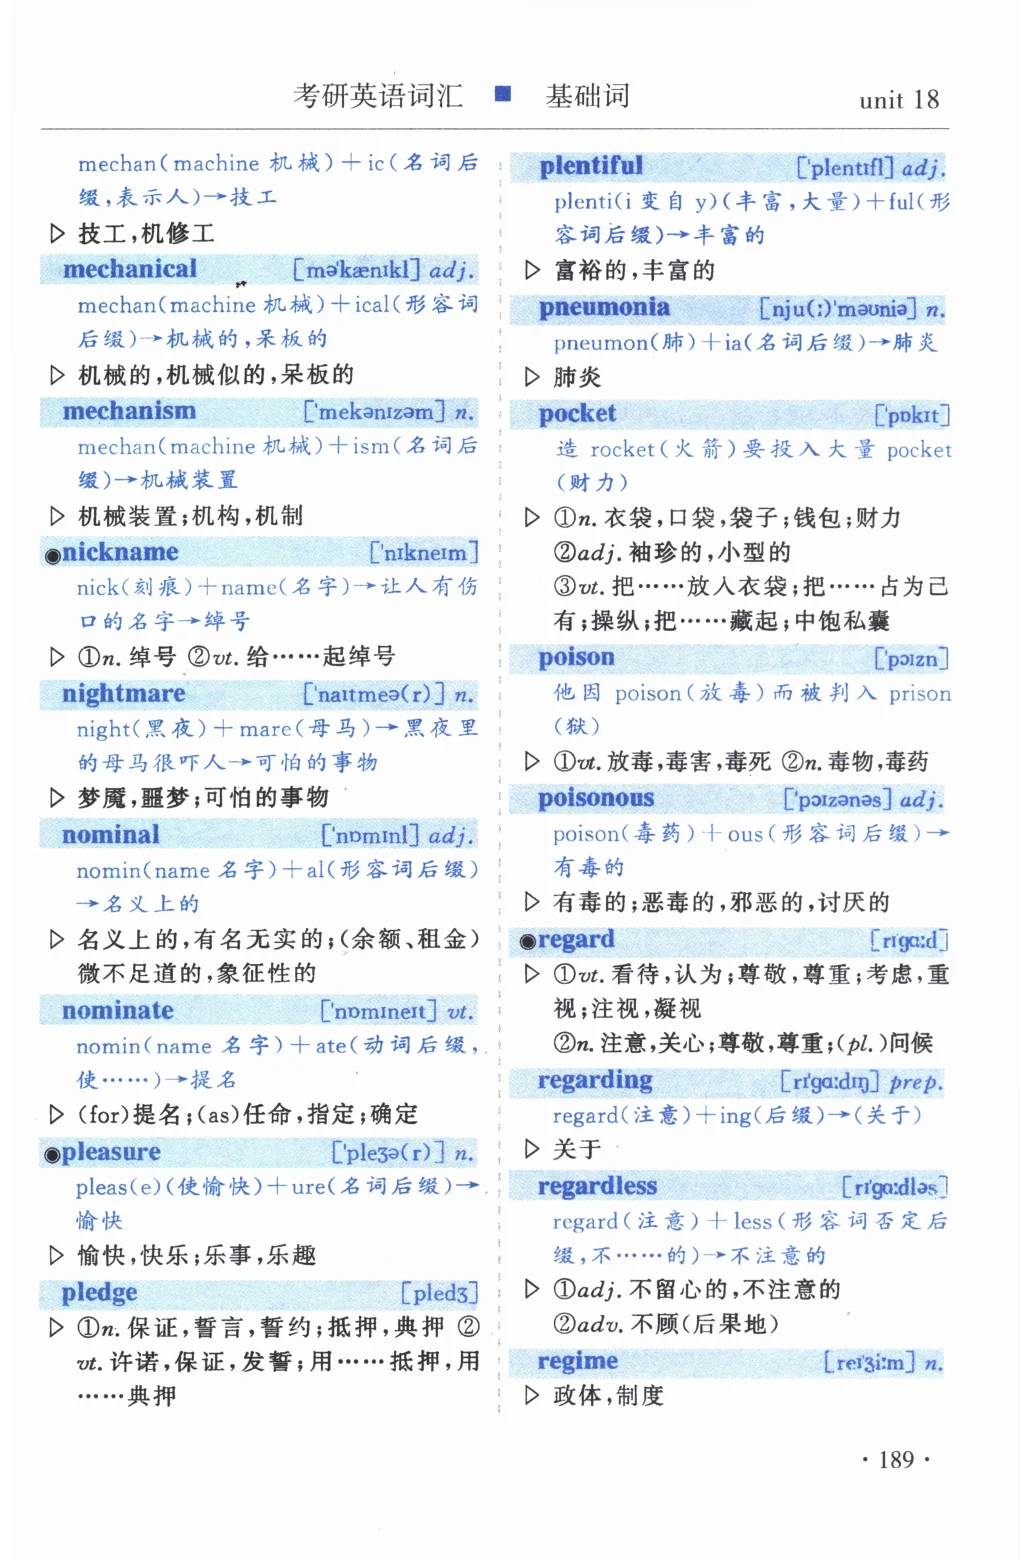 考研英语词汇 ■ 基础词
unit 18
mechan(machine 机械)＋ic(名词后
缀,表示人)→技工
▷ 技工,机修工
mechanical [məˈkænɪkl] adj.
mechan(machine 机械)＋ical(形容词
后缀)→机械的,呆板的
▷ 机械的,机械似的,呆板的
mechanism [ˈmekənɪzəm] n.
mechan(machine 机械)＋ism(名词后
缀)→机械装置
▷ 机械装置;机构,机制
◉nickname [ˈnɪkneɪm]
nick(刻痕)＋name(名字)→让人有伤
口的名字→绰号
▷ ①n. 绰号 ②vt. 给……起绰号
nightmare [ˈnaɪtmeə(r)] n.
night(黑夜)＋mare(母马)→黑夜里
的母马很吓人→可怕的事物
▷ 梦魇,噩梦;可怕的事物
nominal [ˈnɒmɪnl] adj.
nomin(name 名字)＋al(形容词后缀)
→名义上的
▷ 名义上的,有名无实的;(余额、租金)
微不足道的,象征性的
nominate [ˈnɒmɪneɪt] vt.
nomin(name 名字)＋ate(动词后缀,
使……)→提名
▷ (for)提名;(as)任命,指定;确定
◉pleasure [ˈpleʒə(r)] n.
pleas(e)(使愉快)＋ure(名词后缀)→
愉快
▷ 愉快,快乐;乐事,乐趣
pledge [pledʒ]
▷ ①n. 保证,誓言,誓约;抵押,典押 ②
vt. 许诺,保证,发誓;用……抵押,用
……典押
plentiful [ˈplentɪfl] adj.
plenti(i 变自 y)(丰富,大量)＋ful(形
容词后缀)→丰富的
▷ 富裕的,丰富的
pneumonia [nju(ː)ˈməʊniə] n.
pneumon(肺)＋ia(名词后缀)→肺炎
▷ 肺炎
pocket [ˈpɒkɪt]
造 rocket(火箭)要投入大量 pocket
(财力)
▷ ①n. 衣袋,口袋,袋子;钱包;财力
②adj. 袖珍的,小型的
③vt. 把……放入衣袋;把……占为己
有;操纵;把……藏起;中饱私囊
poison [ˈpɔɪzn]
他因 poison(放毒)而被判入 prison
(狱)
▷ ①vt. 放毒,毒害,毒死 ②n. 毒物,毒药
poisonous [ˈpɔɪzənəs] adj.
poison(毒药)＋ous(形容词后缀)→
有毒的
▷ 有毒的;恶毒的,邪恶的,讨厌的
◉regard [rɪˈɡɑːd]
▷ ①vt. 看待,认为;尊敬,尊重;考虑,重
视;注视,凝视
②n. 注意,关心;尊敬,尊重;(pl.)问候
regarding [rɪˈɡɑːdɪŋ] prep.
regard(注意)＋ing(后缀)→(关于)
▷ 关于
regardless [rɪˈɡɑːdləs]
regard(注意)＋less(形容词否定后
缀,不……的)→不注意的
▷ ①adj. 不留心的,不注意的
②adv. 不顾(后果地)
regime [reɪˈʒiːm] n.
▷ 政体,制度
· 189 ·